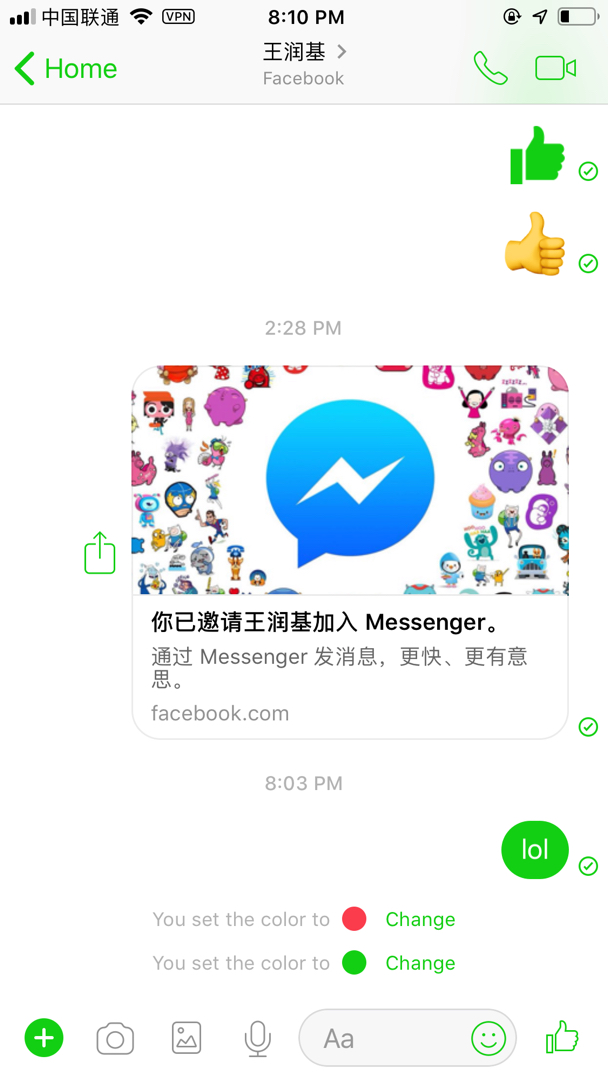 中国联通 VPN 8:10 PM
Home
王润基
Facebook
2:28 PM
zzzzz...
你已邀请王润基加入 Messenger。
通过 Messenger 发消息，更快、更有意
思。
facebook.com
8:03 PM
lol
You set the color to Change
You set the color to Change
Aa